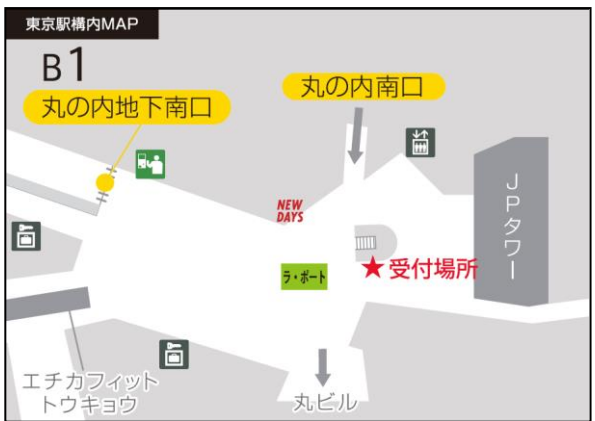 東京駅構内MAP
B1
丸の内地下南口
丸の内南口
NEW
DAYS
JPタワー
ラ・ポート
★受付場所
エチカフィット
トウキョウ
丸ビル